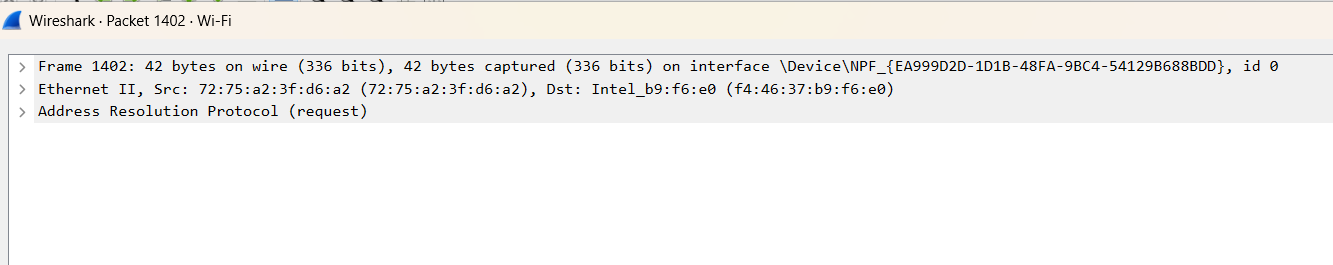 Wireshark · Packet 1402 · Wi-Fi
Frame 1402: 42 bytes on wire (336 bits), 42 bytes captured (336 bits) on interface \Device\NPF_{EA999D2D-1D1B-48FA-9BC4-54129B688BDD}, id 0
Ethernet II, Src: 72:75:a2:3f:d6:a2 (72:75:a2:3f:d6:a2), Dst: Intel_b9:f6:e0 (f4:46:37:b9:f6:e0)
Address Resolution Protocol (request)